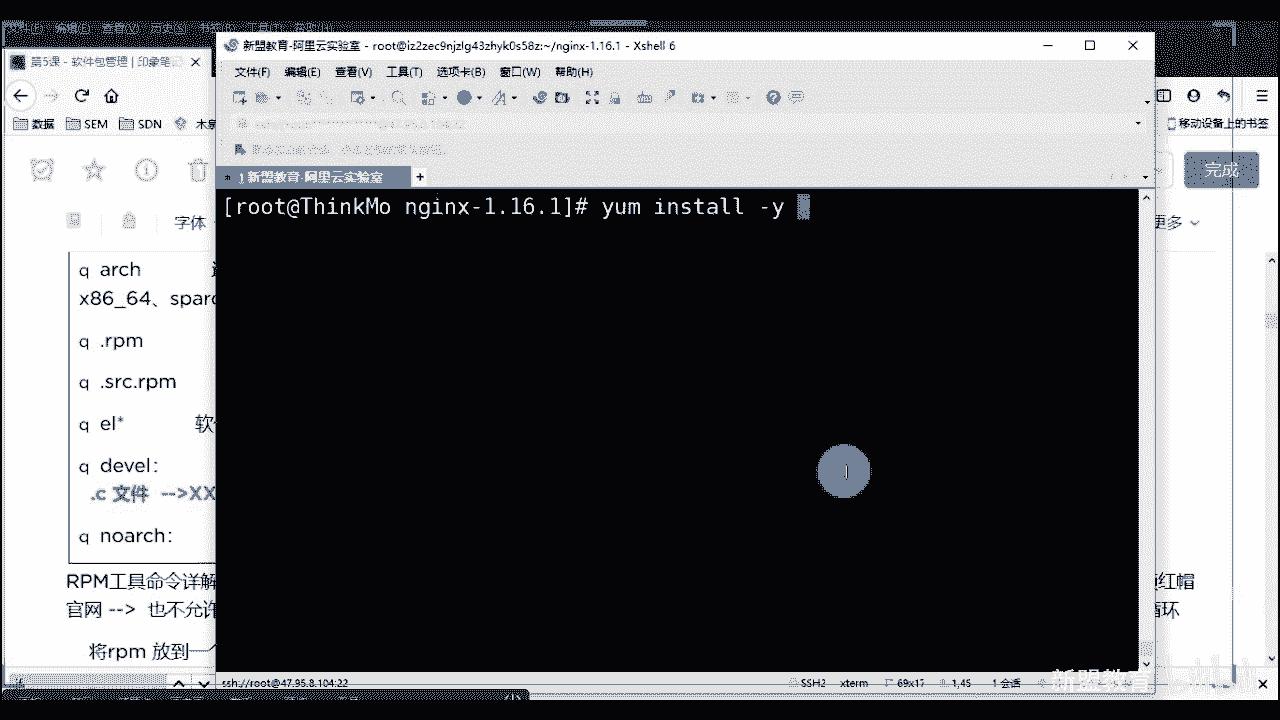 新盟教育-阿里云实验室 - root@iz2zec9njzlg43zhyk0s58z:~/nginx-1.16.1 - Xshell 6
第5课 - 软件包管理 | 印象笔
文件(F) 编辑(E) 查看(V) 工具(T) 选项卡(B) 窗口(W) 帮助(H)
数据 SEM SDN 木泉
移动设备上的书签
1 新盟教育-阿里云实验室
完成
[root@ThinkMo nginx-1.16.1]# yum install -y
字体
更多
q arch
x86_64、sparc
q .rpm
q .src.rpm
q el* 软
q devel:
.c 文件 -->XX
q noarch:
RPM工具命令详解
红帽
官网 --> 也不允许
循环
将rpm 放到一个
ssh://root@47.95.8.104:22 SSH2 xterm 69x17 1,45 1 会话
新盟教育